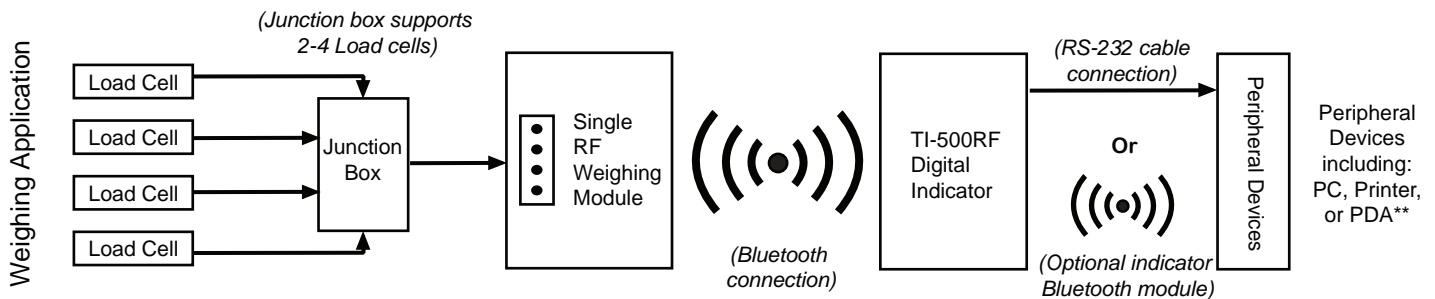 Weighing Application
(Junction box supports
2-4 Load cells)
Load Cell
Load Cell
Load Cell
Load Cell
Junction
Box
Single
RF
Weighing
Module
(Bluetooth
connection)
TI-500RF
Digital
Indicator
(RS-232 cable
connection)
Or
(Optional indicator
Bluetooth module)
Peripheral Devices
Peripheral
Devices
including:
PC, Printer,
or PDA**